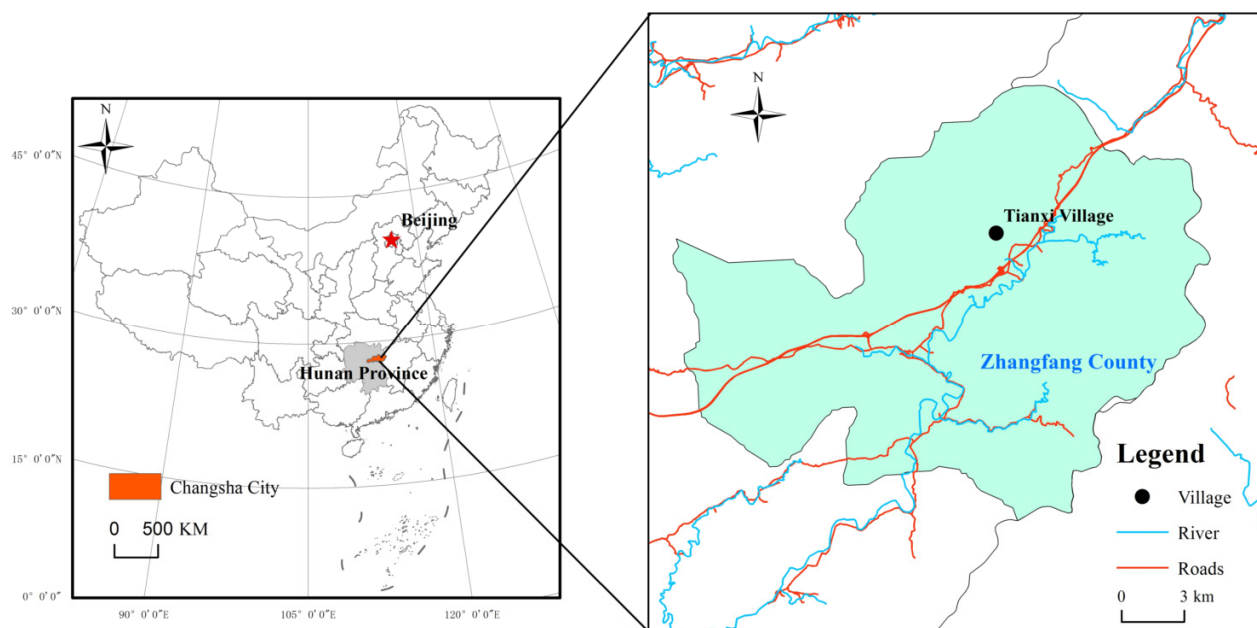 N
45° 0′0″N
30° 0′0″N
15° 0′0″N
0° 0′0″N
90° 0′0″E
105° 0′0″E
120° 0′0″E
Beijing
Hunan Province
Changsha City
0 500 KM
N
Tianxi Village
Zhangfang County
Legend
Village
River
Roads
0 3 km